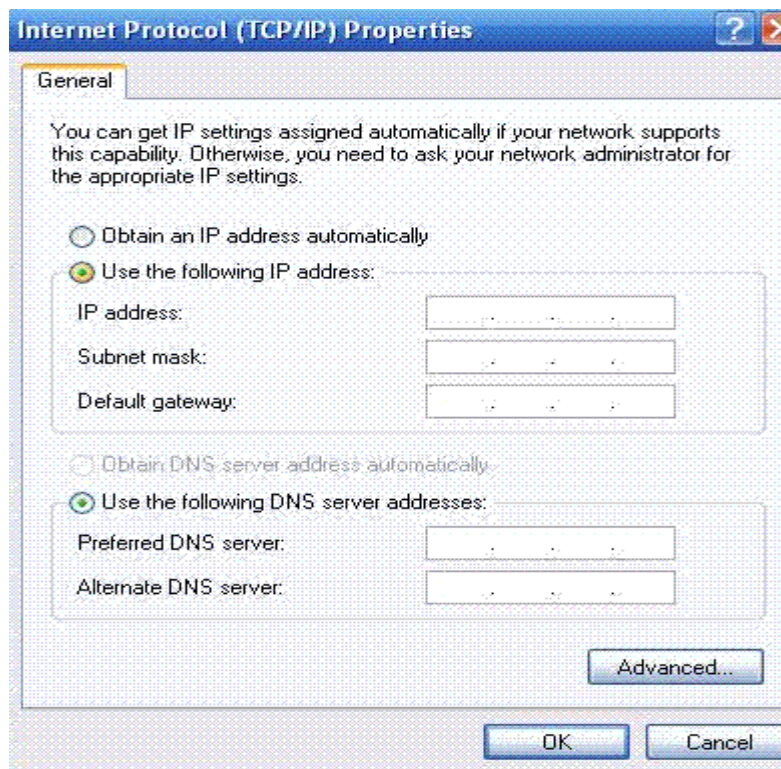 Internet Protocol (TCP/IP) Properties
General
You can get IP settings assigned automatically if your network supports
this capability. Otherwise, you need to ask your network administrator for
the appropriate IP settings.
Obtain an IP address automatically
Use the following IP address:
IP address:
Subnet mask:
Default gateway:
Obtain DNS server address automatically
Use the following DNS server addresses:
Preferred DNS server:
Alternate DNS server:
Advanced...
OK
Cancel